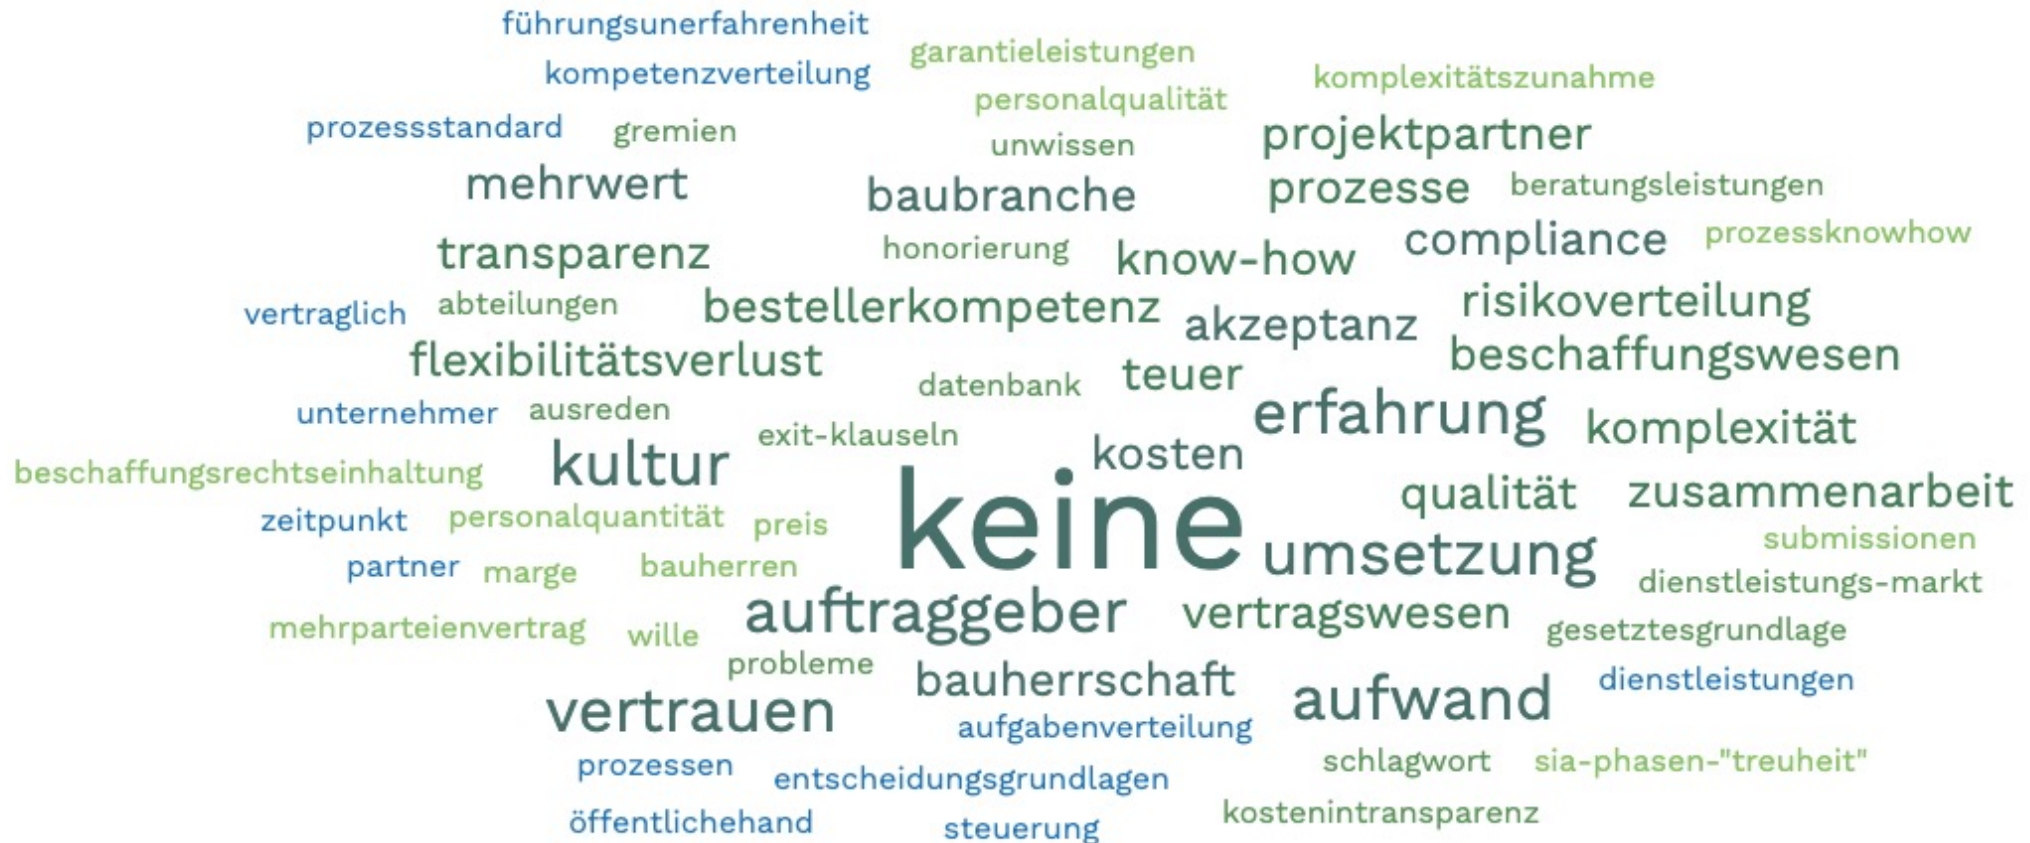 führungsunerfahrenheit
garantieleistungen
kompetenzverteilung
komplexitätszunahme
personalqualität
prozessstandard
gremien
unwissen
projektpartner
mehrwert
baubranche
prozesse
beratungsleistungen
transparenz
honorierung
know-how
compliance
prozessknowhow
vertraglich
abteilungen
bestellerkompetenz
akzeptanz
risikoverteilung
flexibilitätsverlust
datenbank
teuer
beschaffungswesen
unternehmer
ausreden
exit-klauseln
erfahrung
komplexität
beschaffungsrechtseinhaltung
kultur
kosten
keine
qualität
zusammenarbeit
zeitpunkt
personalquantität
preis
umsetzung
submissionen
partner
marge
bauherren
dienstleistungs-markt
mehrparteienvertrag
wille
auftraggeber
vertragswesen
gesetztesgrundlage
probleme
bauherrschaft
aufwand
dienstleistungen
vertrauen
aufgabenverteilung
prozessen
entscheidungsgrundlagen
schlagwort
sia-phasen-"treuheit"
öffentlichehand
steuerung
kostenintransparenz